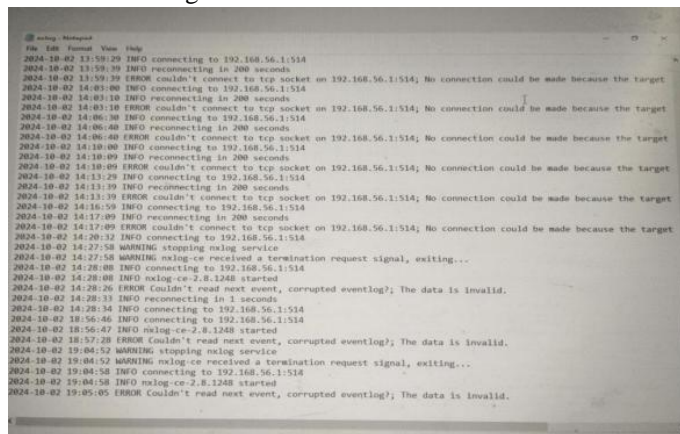 nxlog - Notepad
File Edit Format View Help
2024-10-02 13:59:29 INFO connecting to 192.168.56.1:514
2024-10-02 13:59:39 INFO reconnecting in 200 seconds
2024-10-02 13:59:39 ERROR couldn't connect to tcp socket on 192.168.56.1:514; No connection could be made because the target
2024-10-02 14:03:00 INFO connecting to 192.168.56.1:514
2024-10-02 14:03:10 INFO reconnecting in 200 seconds
2024-10-02 14:03:10 ERROR couldn't connect to tcp socket on 192.168.56.1:514; No connection could be made because the target
2024-10-02 14:06:30 INFO connecting to 192.168.56.1:514
2024-10-02 14:06:40 INFO reconnecting in 200 seconds
2024-10-02 14:06:40 ERROR couldn't connect to tcp socket on 192.168.56.1:514; No connection could be made because the target
2024-10-02 14:10:00 INFO connecting to 192.168.56.1:514
2024-10-02 14:10:09 INFO reconnecting in 200 seconds
2024-10-02 14:10:09 ERROR couldn't connect to tcp socket on 192.168.56.1:514; No connection could be made because the target
2024-10-02 14:13:29 INFO connecting to 192.168.56.1:514
2024-10-02 14:13:39 INFO reconnecting in 200 seconds
2024-10-02 14:13:39 ERROR couldn't connect to tcp socket on 192.168.56.1:514; No connection could be made because the target
2024-10-02 14:16:59 INFO connecting to 192.168.56.1:514
2024-10-02 14:17:09 INFO reconnecting in 200 seconds
2024-10-02 14:17:09 ERROR couldn't connect to tcp socket on 192.168.56.1:514; No connection could be made because the target
2024-10-02 14:20:32 INFO connecting to 192.168.56.1:514
2024-10-02 14:27:58 WARNING stopping nxlog service
2024-10-02 14:27:58 WARNING nxlog-ce received a termination request signal, exiting...
2024-10-02 14:28:08 INFO connecting to 192.168.56.1:514
2024-10-02 14:28:08 INFO nxlog-ce-2.8.1248 started
2024-10-02 14:28:26 ERROR Couldn't read next event, corrupted eventlog?; The data is invalid.
2024-10-02 14:28:33 INFO reconnecting in 1 seconds
2024-10-02 14:28:34 INFO connecting to 192.168.56.1:514
2024-10-02 18:56:46 INFO connecting to 192.168.56.1:514
2024-10-02 18:56:47 INFO nxlog-ce-2.8.1248 started
2024-10-02 18:57:28 ERROR Couldn't read next event, corrupted eventlog?; The data is invalid.
2024-10-02 19:04:52 WARNING stopping nxlog service
2024-10-02 19:04:52 WARNING nxlog-ce received a termination request signal, exiting...
2024-10-02 19:04:58 INFO connecting to 192.168.56.1:514
2024-10-02 19:04:58 INFO nxlog-ce-2.8.1248 started
2024-10-02 19:05:05 ERROR Couldn't read next event, corrupted eventlog?; The data is invalid.